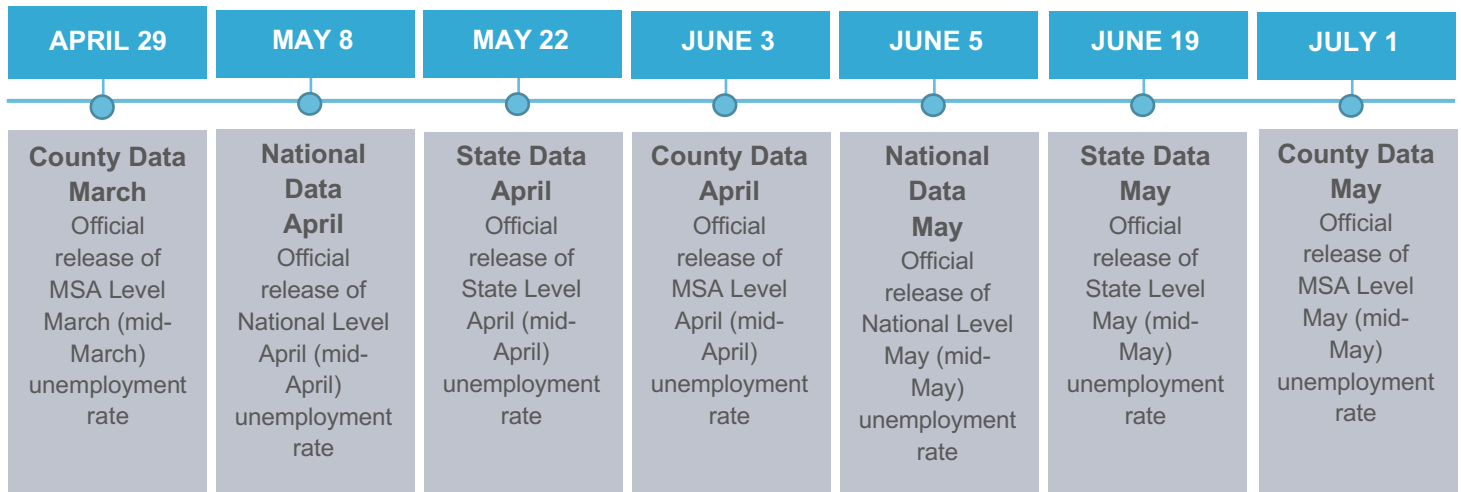 APRIL 29
County Data
March
Official
release of
MSA Level
March (mid-
March)
unemployment
rate
MAY 8
National
Data
April
Official
release of
National Level
April (mid-
April)
unemployment
rate
MAY 22
State Data
April
Official
release of
State Level
April (mid-
April)
unemployment
rate
JUNE 3
County Data
April
Official
release of
MSA Level
April (mid-
April)
unemployment
rate
JUNE 5
National
Data
May
Official
release of
National Level
May (mid-
May)
unemployment
rate
JUNE 19
State Data
May
Official
release of
State Level
May (mid-
May)
unemployment
rate
JULY 1
County Data
May
Official
release of
MSA Level
May (mid-
May)
unemployment
rate